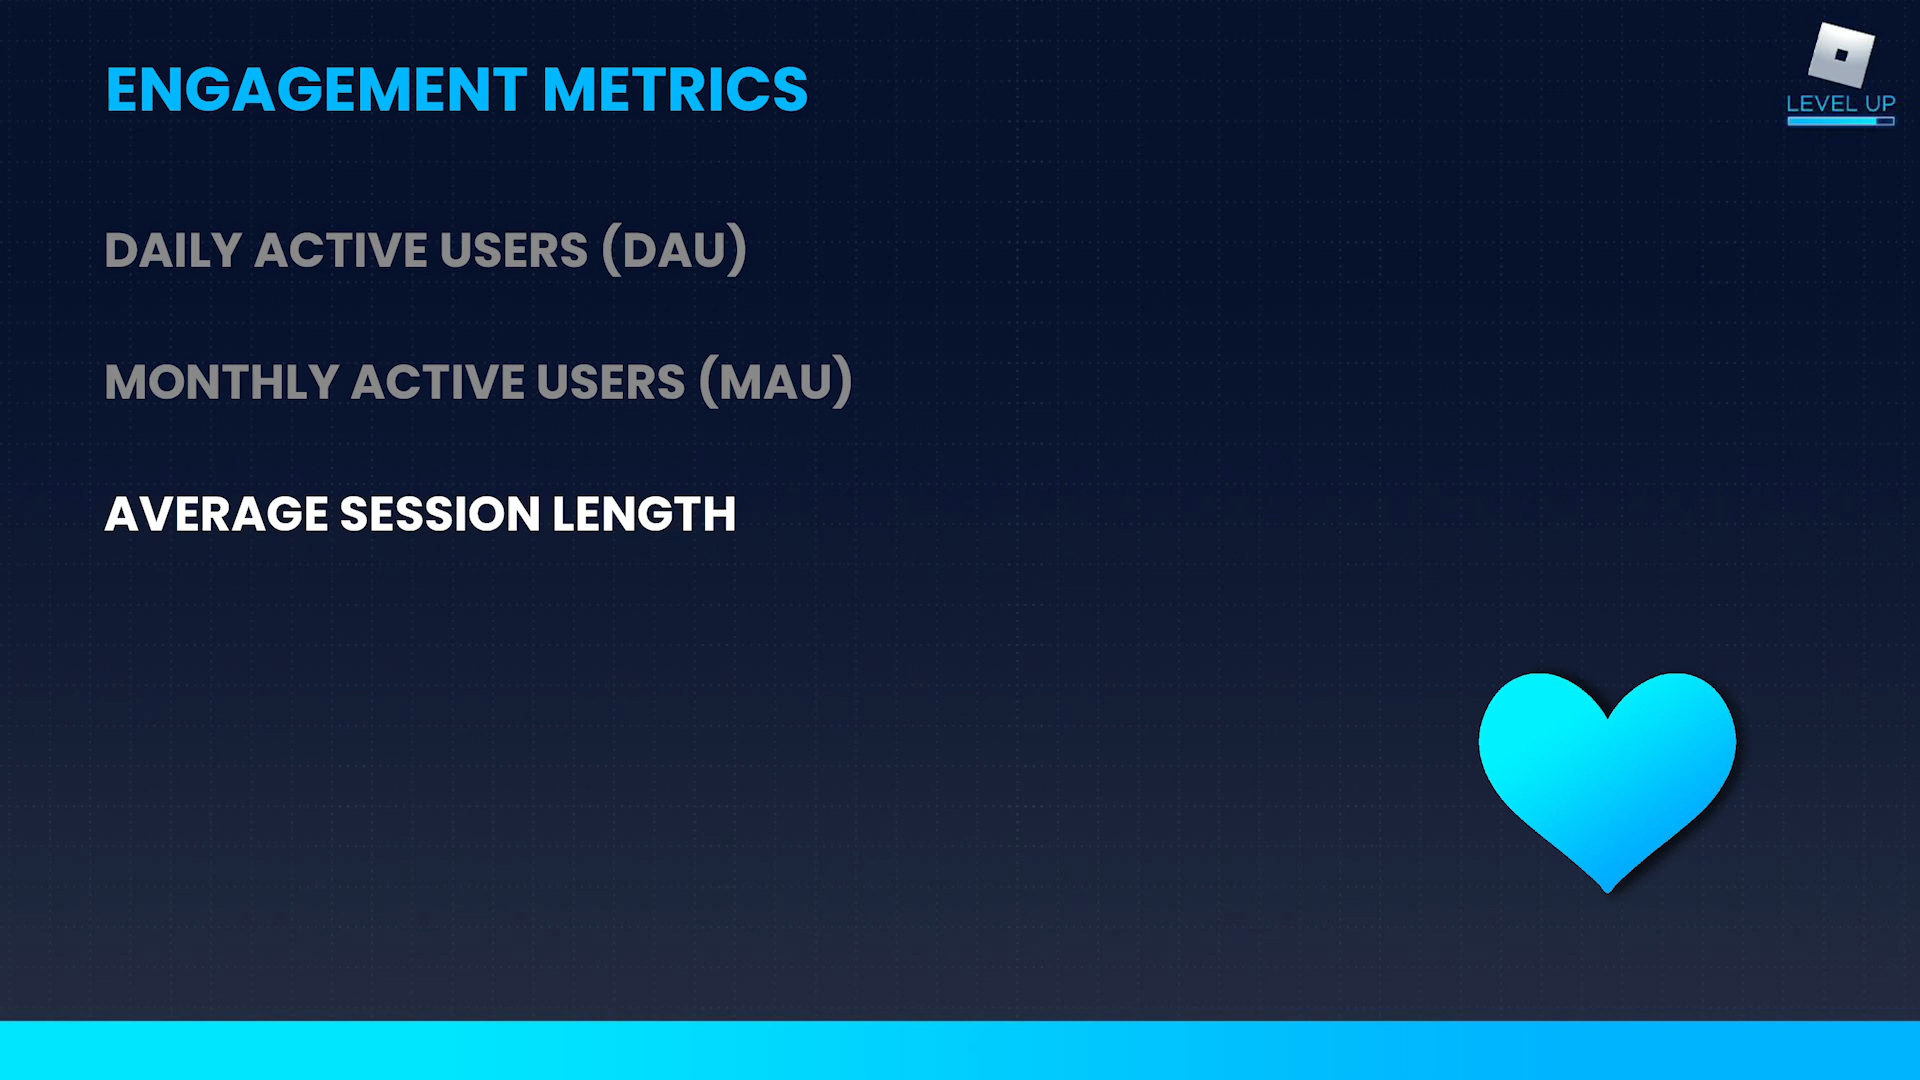 ENGAGEMENT METRICS
LEVEL UP
DAILY ACTIVE USERS (DAU)
MONTHLY ACTIVE USERS (MAU)
AVERAGE SESSION LENGTH